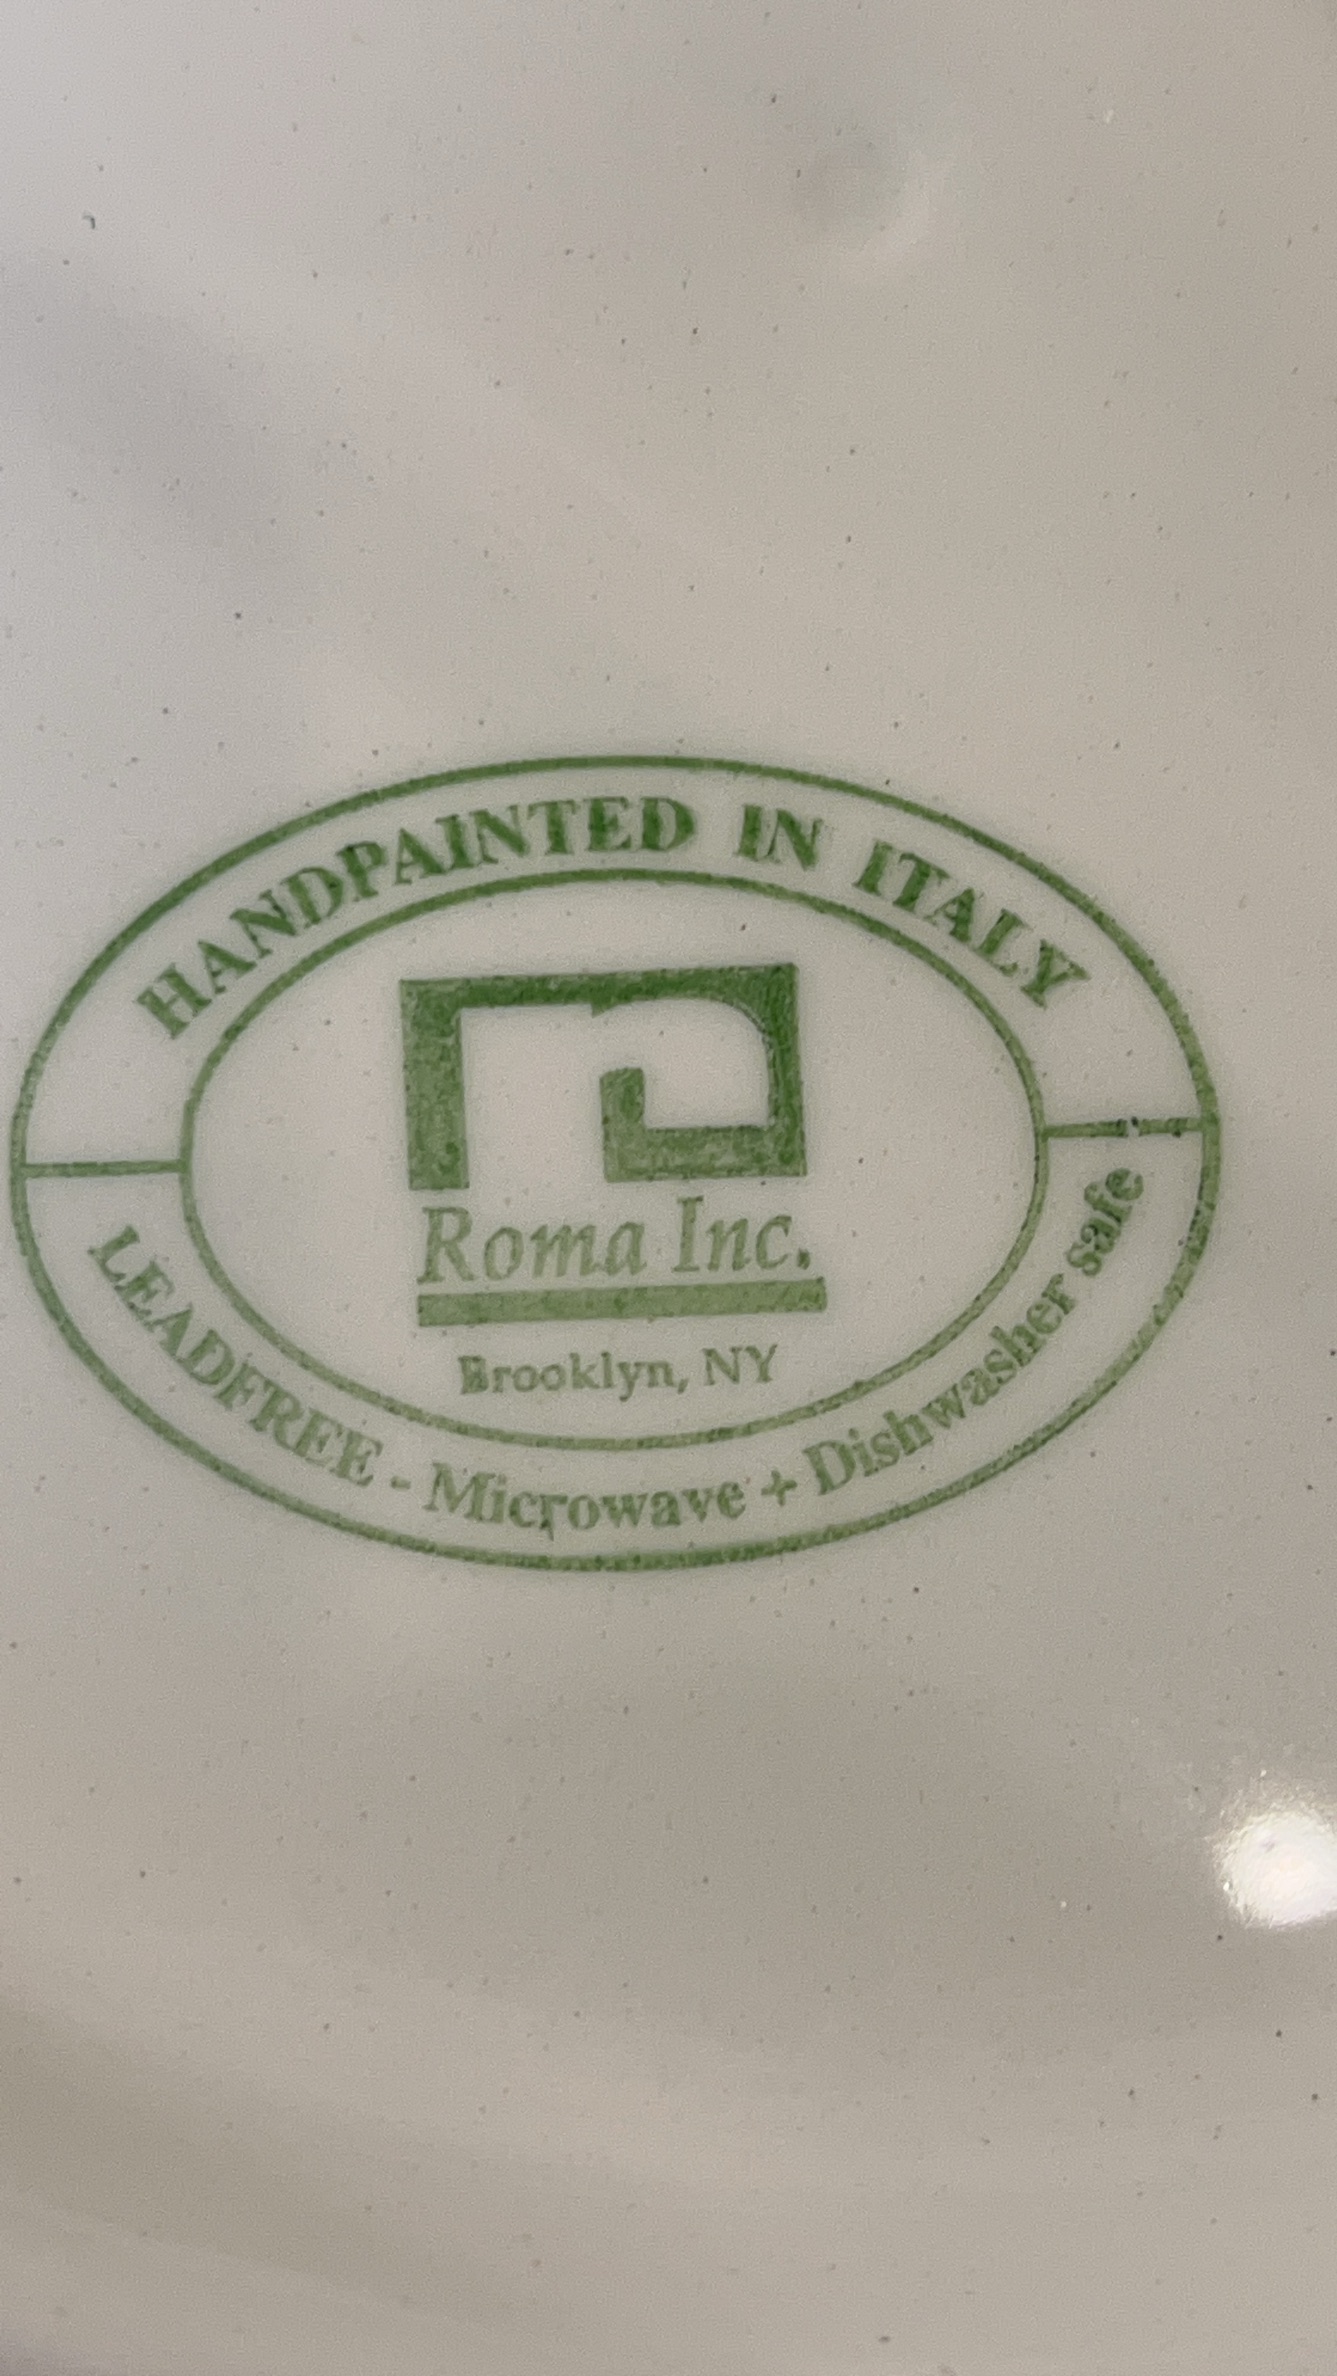 HANDPAINTED IN ITALY
Roma Inc.
Brooklyn, NY
LEADFREE - Microwave + Dishwasher safe